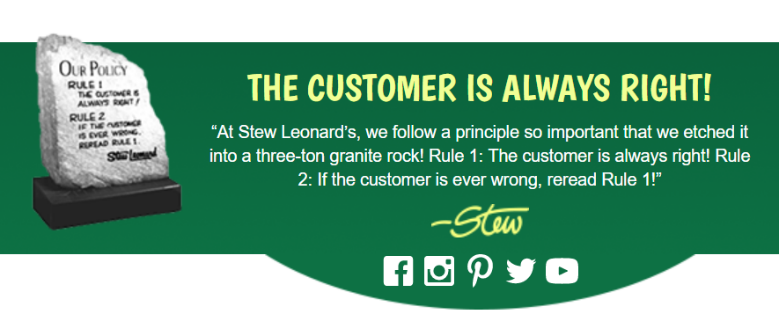 OUR POLICY
RULE 1
THE CUSTOMER IS
ALWAYS RIGHT!
RULE 2
IF THE CUSTOMER
IS EVER WRONG,
REREAD RULE 1.
Stew Leonard
THE CUSTOMER IS ALWAYS RIGHT!
“At Stew Leonard’s, we follow a principle so important that we etched it
into a three-ton granite rock! Rule 1: The customer is always right! Rule
2: If the customer is ever wrong, reread Rule 1!”
–Stew